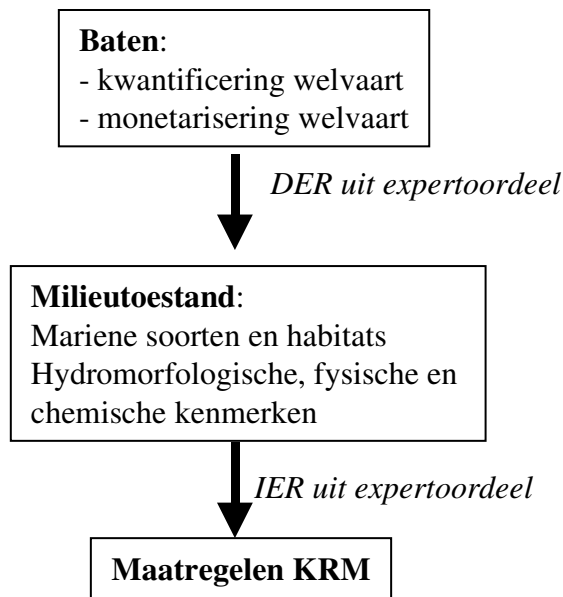 Baten:
- kwantificering welvaart
- monetarisering welvaart
DER uit expertoordeel
Milieutoestand:
Mariene soorten en habitats
Hydromorfologische, fysische en
chemische kenmerken
IER uit expertoordeel
Maatregelen KRM